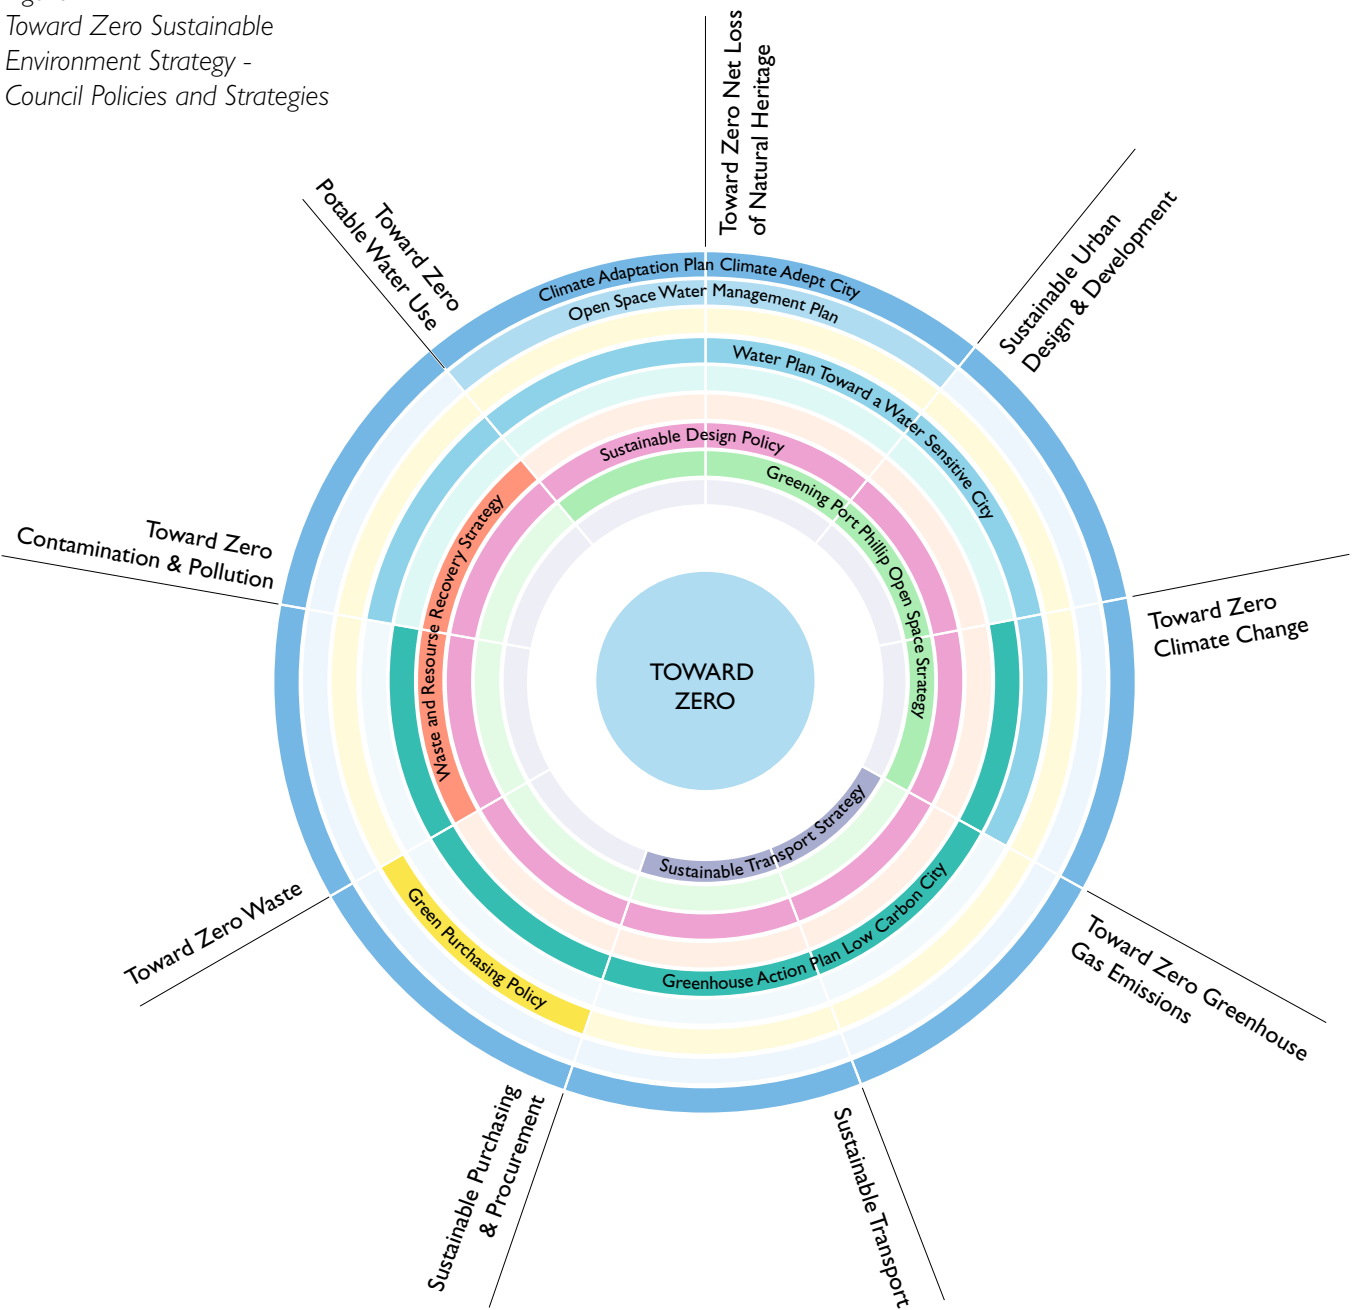 Toward Zero Sustainable
Environment Strategy -
Council Policies and Strategies
Toward Zero Net Loss
of Natural Heritage
Sustainable Urban
Design & Development
Toward Zero
Climate Change
Toward Zero Greenhouse
Gas Emissions
Sustainable Transport
Sustainable Purchasing
& Procurement
Toward Zero Waste
Toward Zero
Contamination & Pollution
Toward Zero
Potable Water Use
Climate Adaptation Plan Climate Adept City
Open Space Water Management Plan
Water Plan Toward a Water Sensitive City
Sustainable Design Policy
Greening Port Phillip Open Space Strategy
Waste and Resourse Recovery Strategy
TOWARD
ZERO
Sustainable Transport Strategy
Greenhouse Action Plan Low Carbon City
Green Purchasing Policy